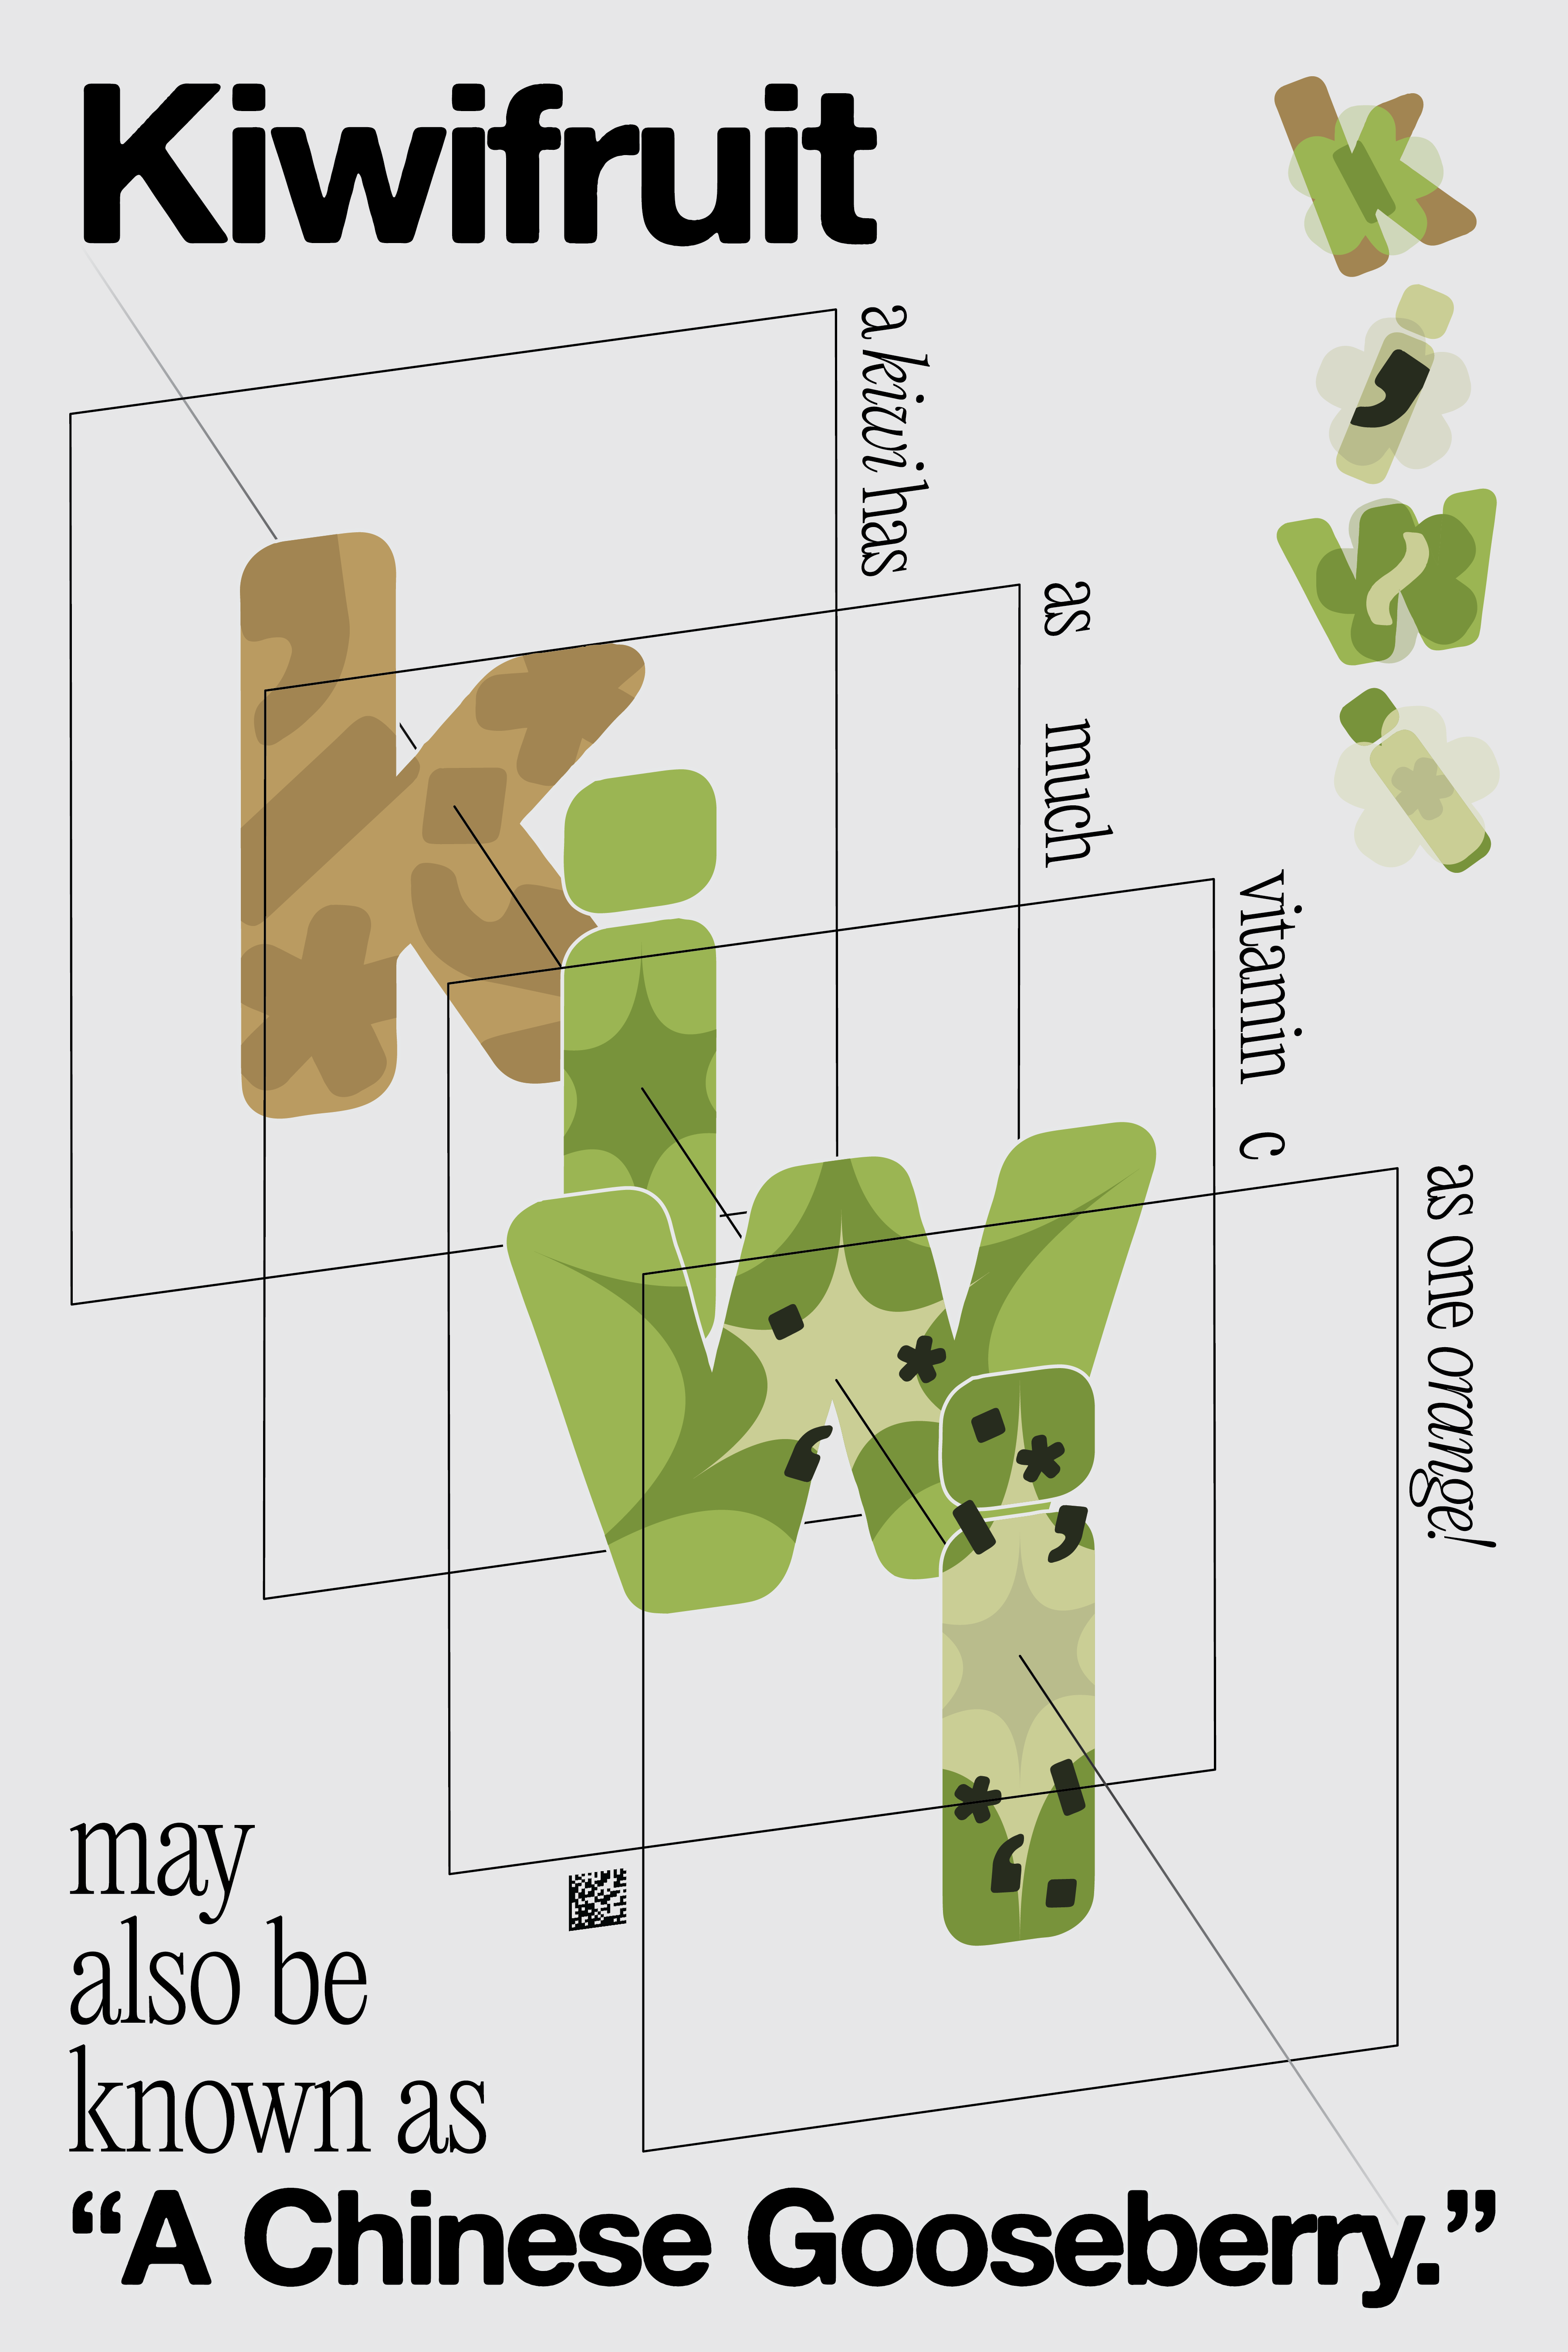 Kiwifruit
a kiwi has
as much
vitamin c
as one orange!
K
i
w
i
may
also be
known as
“A Chinese Gooseberry.”